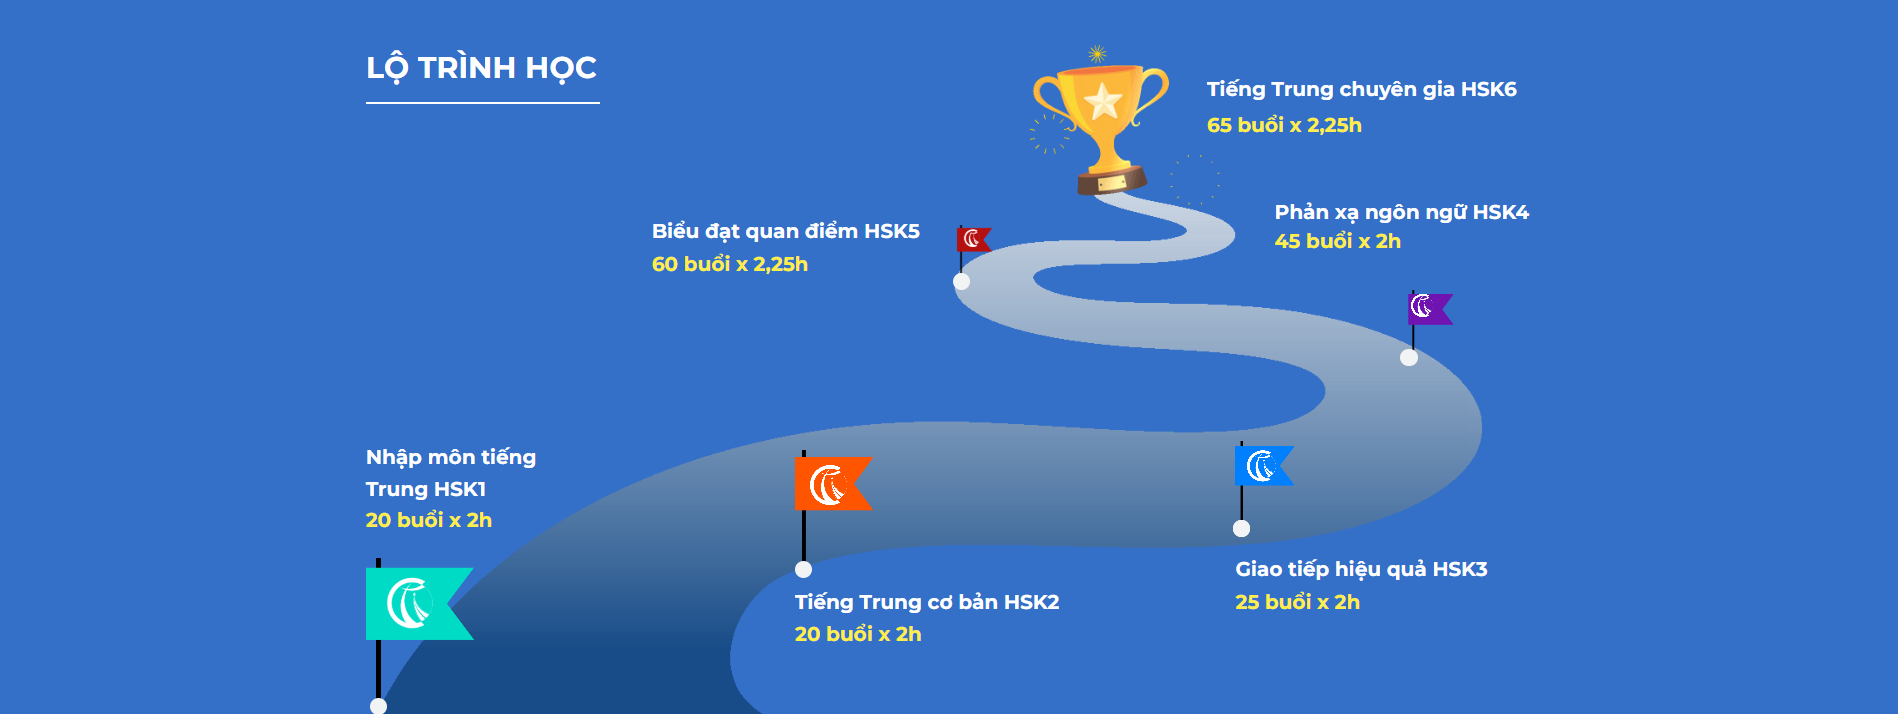 LỘ TRÌNH HỌC
Tiếng Trung chuyên gia HSK6
65 buổi x 2,25h
Phản xạ ngôn ngữ HSK4
45 buổi x 2h
Biểu đạt quan điểm HSK5
60 buổi x 2,25h
Nhập môn tiếng
Trung HSK1
20 buổi x 2h
Tiếng Trung cơ bản HSK2
20 buổi x 2h
Giao tiếp hiệu quả HSK3
25 buổi x 2h